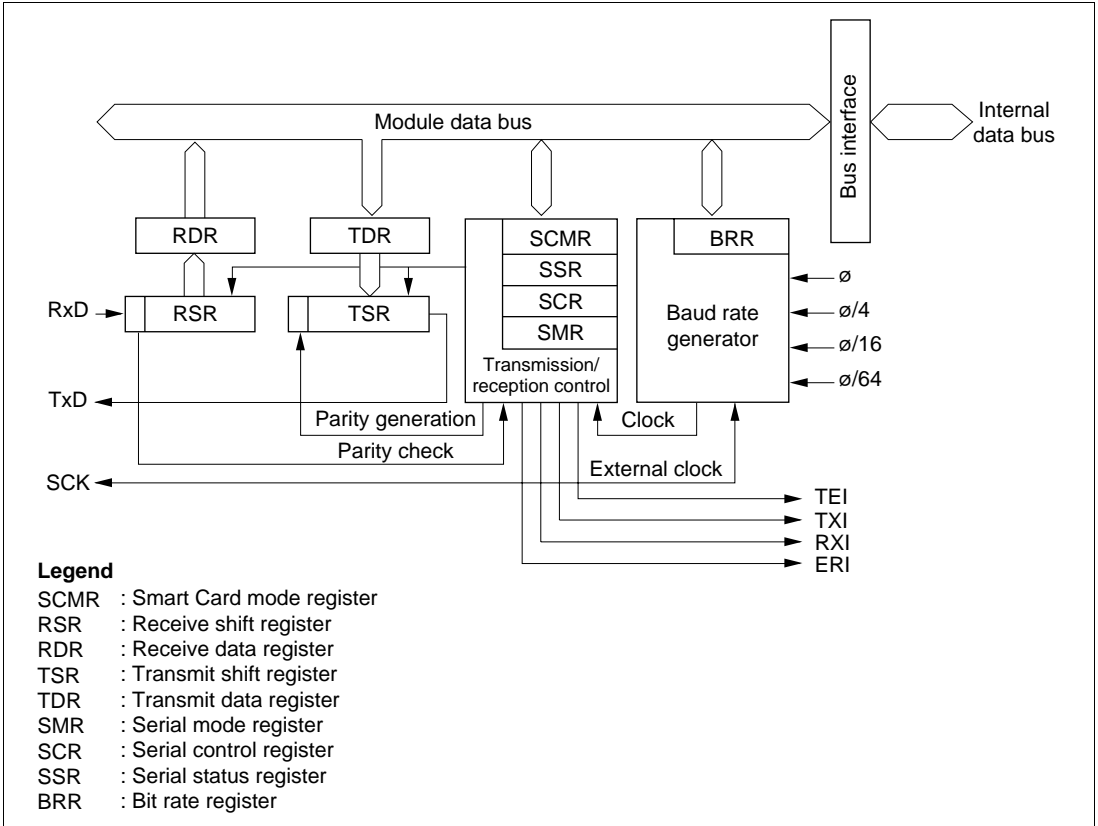 Module data bus
Bus interface
Internal
data bus
RDR
TDR
SCMR
BRR
SSR
ø
RxD
RSR
TSR
SCR
Baud rate
generator
ø/4
SMR
ø/16
Transmission/
reception control
ø/64
TxD
Parity generation
Clock
Parity check
External clock
SCK
TEI
TXI
RXI
ERI
Legend
SCMR : Smart Card mode register
RSR : Receive shift register
RDR : Receive data register
TSR : Transmit shift register
TDR : Transmit data register
SMR : Serial mode register
SCR : Serial control register
SSR : Serial status register
BRR : Bit rate register